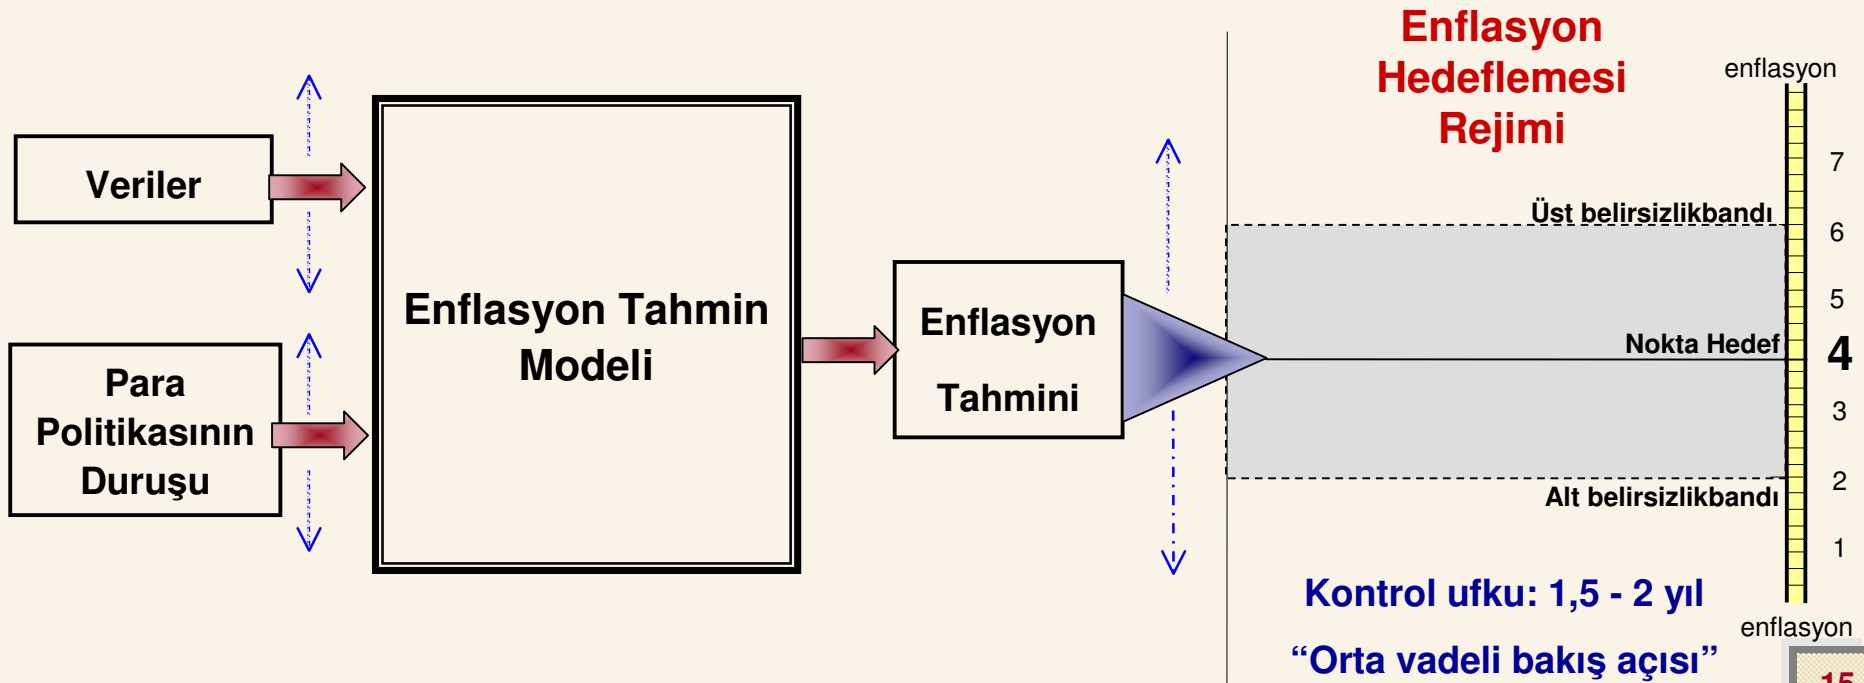 Veriler
Para
Politikasının
Duruşu
Enflasyon Tahmin
Modeli
Enflasyon
Tahmini
Enflasyon
Hedeflemesi
Rejimi
enflasyon
7
Üst belirsizlikbandı
6
5
Nokta Hedef
4
3
2
Alt belirsizlikbandı
1
Kontrol ufku: 1,5 - 2 yıl
enflasyon
“Orta vadeli bakış açısı”
15